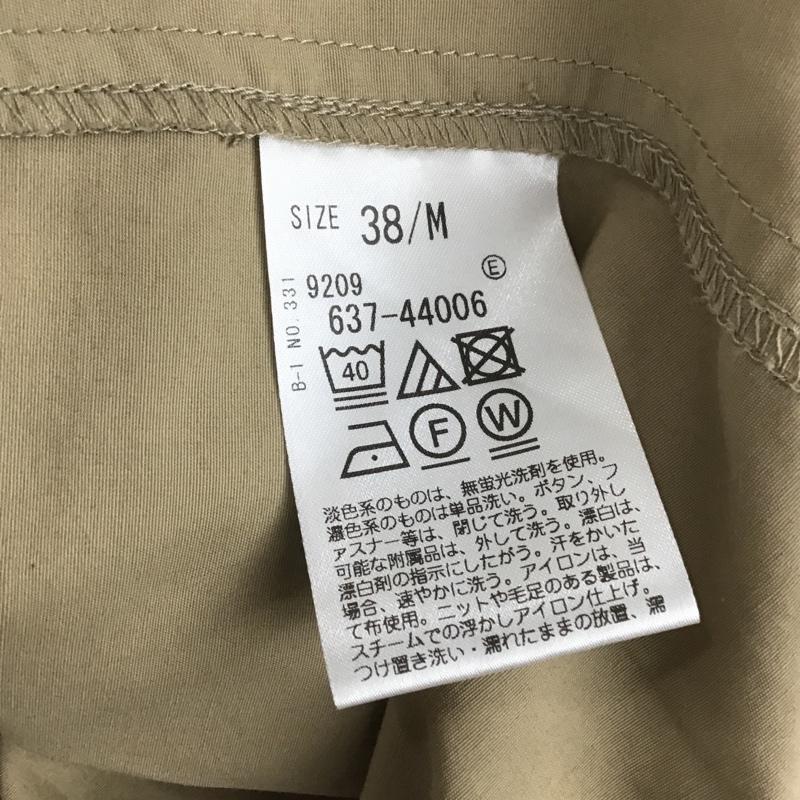 SIZE 38/M
B-I NO.331
9209
Ⓔ
637-44006
40
F
W
淡色系のものは、無蛍光洗剤を使用。
濃色系のものは単品洗い。ボタン、フ
ァスナー等は、閉じて洗う。取り外し
可能な附属品は、外して洗う。漂白は、
漂白剤の指示にしたがう。汗をかいた
場合、速やかに洗う。アイロンは、当
て布使用。ニットや毛足のある製品は、
スチームでの浮かしアイロン仕上げ。
つけ置き洗い・濡れたままの放置、濡